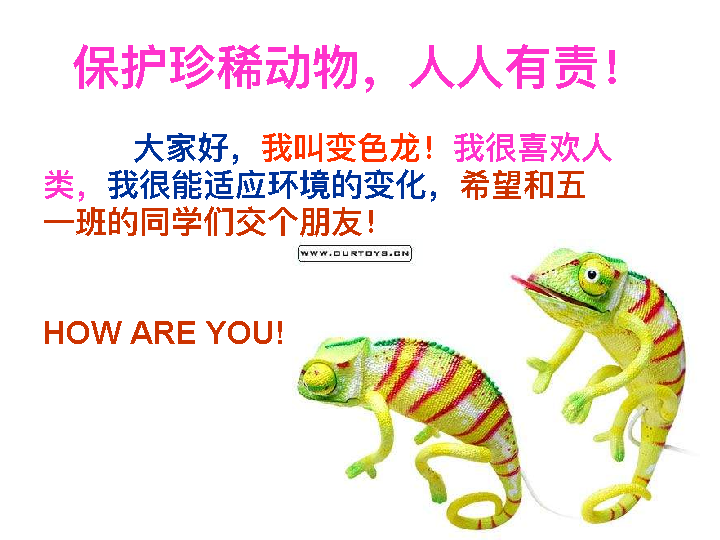 保护珍稀动物，人人有责！
大家好，我叫变色龙！我很喜欢人
类，我很能适应环境的变化，希望和五
一班的同学们交个朋友！
WWW.OURTOYS.CN
HOW ARE YOU!